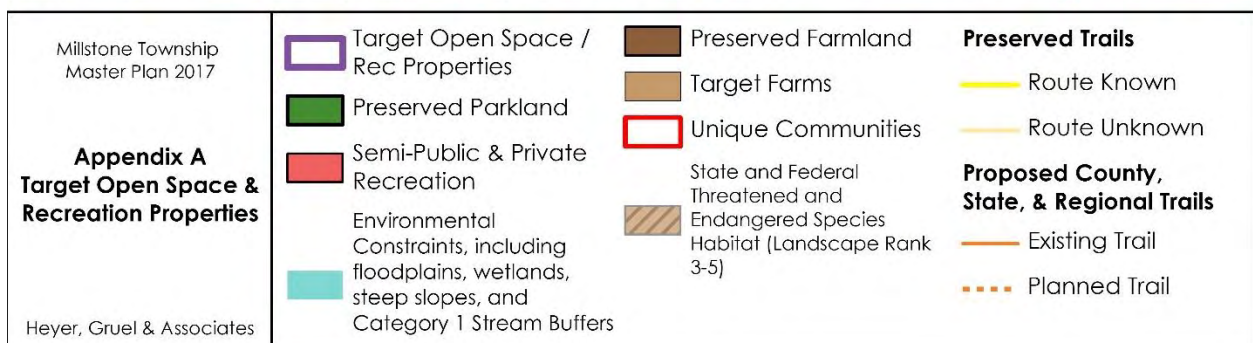 Millstone Township
Master Plan 2017
Appendix A
Target Open Space &
Recreation Properties
Heyer, Gruel & Associates
Target Open Space /
Rec Properties
Preserved Parkland
Semi-Public & Private
Recreation
Environmental
Constraints, including
floodplains, wetlands,
steep slopes, and
Category 1 Stream Buffers
Preserved Farmland
Target Farms
Unique Communities
State and Federal
Threatened and
Endangered Species
Habitat (Landscape Rank
3-5)
Preserved Trails
Route Known
Route Unknown
Proposed County,
State, & Regional Trails
Existing Trail
Planned Trail